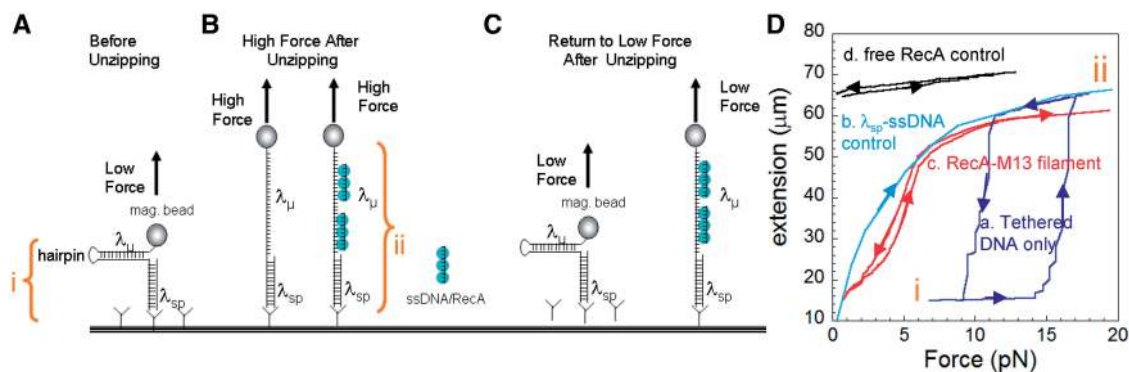 A
Before
Unzipping
Low
Force
mag. bead
λμ
hairpin
i
λsp
B
High Force After
Unzipping
High
Force
High
Force
λμ
λμ
ii
λsp
λsp
ssDNA/RecA
C
Return to Low Force
After Unzipping
Low
Force
Low
Force
mag. bead
λμ
λμ
λsp
λsp
D
extension (μm)
80
70
60
50
40
30
20
10
d. free RecA control
ii
b. λsp-ssDNA
control
c. RecA-M13 filament
a. Tethered
DNA only
i
0 5 10 15 20
Force (pN)